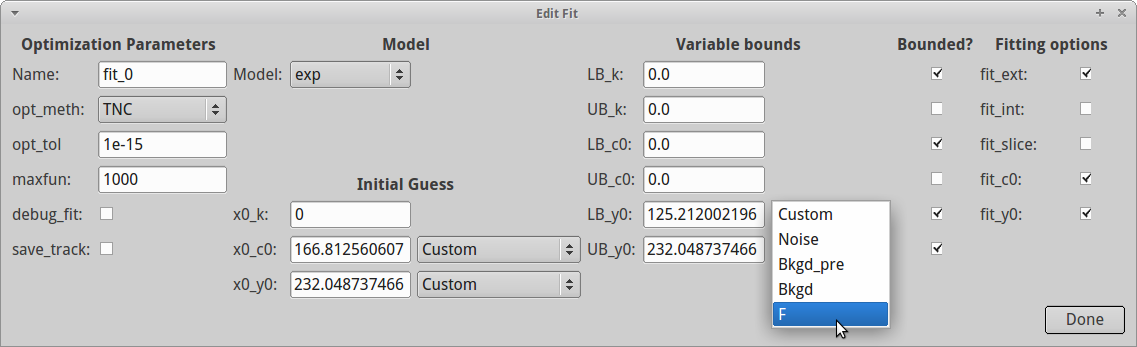 Edit Fit
Optimization Parameters Model Variable bounds Bounded? Fitting options
Name: fit_0 Model: exp LB_k: 0.0 fit_ext:
opt_meth: TNC UB_k: 0.0 fit_int:
opt_tol 1e-15 LB_c0: 0.0 fit_slice:
maxfun: 1000 Initial Guess UB_c0: 0.0 fit_c0:
debug_fit: x0_k: 0 LB_y0: 125.212002196 Custom fit_y0:
Noise
save_track: x0_c0: 166.812560607 Custom UB_y0: 232.048737466
Bkgd_pre
x0_y0: 232.048737466 Custom Bkgd
F
Done